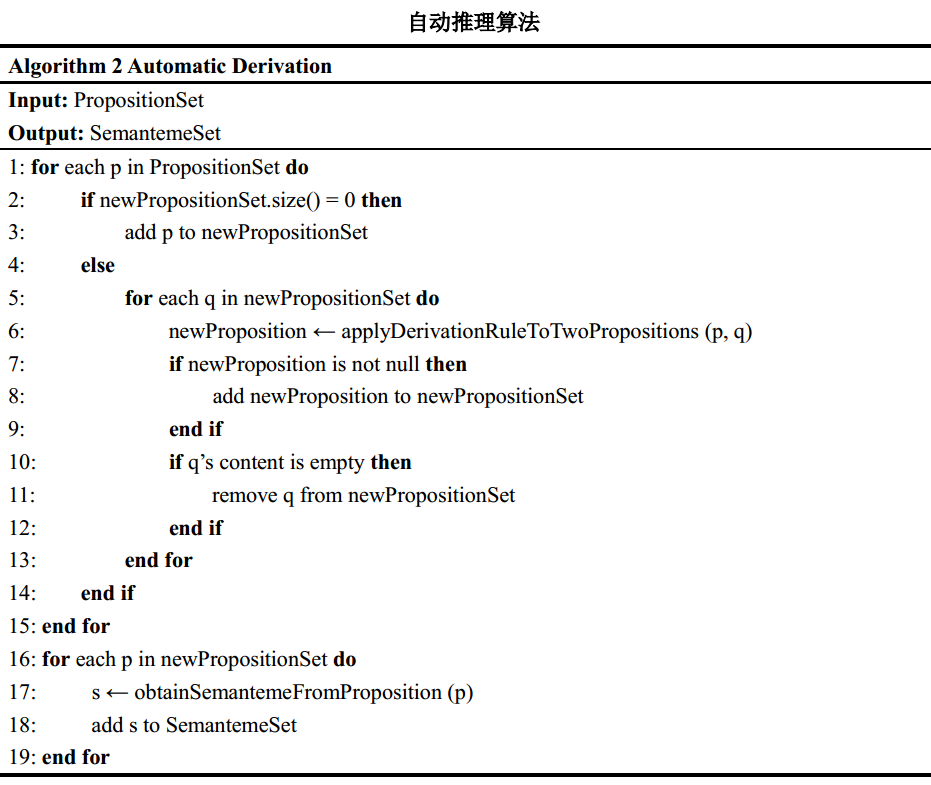 自动推理算法
Algorithm 2 Automatic Derivation
Input: PropositionSet
Output: SemantemeSet
1: for each p in PropositionSet do
2: if newPropositionSet.size() = 0 then
3: add p to newPropositionSet
4: else
5: for each q in newPropositionSet do
6: newProposition ← applyDerivationRuleToTwoPropositions (p, q)
7: if newProposition is not null then
8: add newProposition to newPropositionSet
9: end if
10: if q’s content is empty then
11: remove q from newPropositionSet
12: end if
13: end for
14: end if
15: end for
16: for each p in newPropositionSet do
17: s ← obtainSemantemeFromProposition (p)
18: add s to SemantemeSet
19: end for